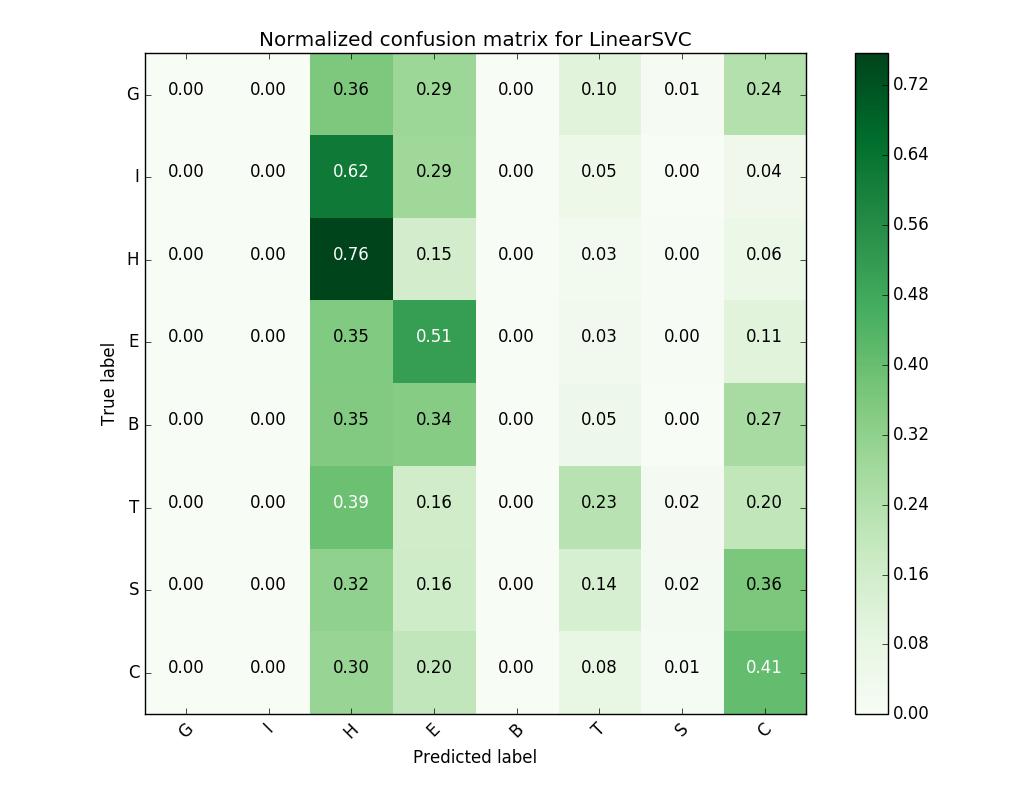 Normalized confusion matrix for LinearSVC
G 0.00 0.00 0.36 0.29 0.00 0.10 0.01 0.24
I 0.00 0.00 0.62 0.29 0.00 0.05 0.00 0.04
H 0.00 0.00 0.76 0.15 0.00 0.03 0.00 0.06
E 0.00 0.00 0.35 0.51 0.00 0.03 0.00 0.11
B 0.00 0.00 0.35 0.34 0.00 0.05 0.00 0.27
T 0.00 0.00 0.39 0.16 0.00 0.23 0.02 0.20
S 0.00 0.00 0.32 0.16 0.00 0.14 0.02 0.36
C 0.00 0.00 0.30 0.20 0.00 0.08 0.01 0.41
G I H E B T S C
True label
Predicted label
0.72
0.64
0.56
0.48
0.40
0.32
0.24
0.16
0.08
0.00